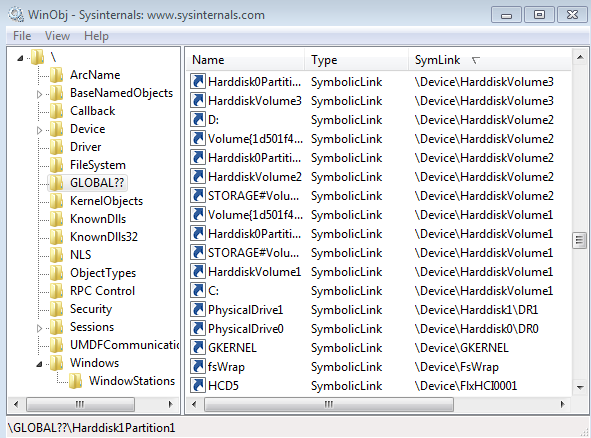 WinObj - Sysinternals: www.sysinternals.com
File View Help
\
ArcName
BaseNamedObjects
Callback
Device
Driver
FileSystem
GLOBAL??
KernelObjects
KnownDlls
KnownDlls32
NLS
ObjectTypes
RPC Control
Security
Sessions
UMDFCommunicatio
Windows
WindowStations
Name Type SymLink
Harddisk0Partiti... SymbolicLink \Device\HarddiskVolume3
HarddiskVolume3 SymbolicLink \Device\HarddiskVolume3
D: SymbolicLink \Device\HarddiskVolume2
Volume{1d501f4... SymbolicLink \Device\HarddiskVolume2
Harddisk0Partiti... SymbolicLink \Device\HarddiskVolume2
HarddiskVolume2 SymbolicLink \Device\HarddiskVolume2
STORAGE#Volu... SymbolicLink \Device\HarddiskVolume2
Volume{1d501f4... SymbolicLink \Device\HarddiskVolume1
Harddisk0Partiti... SymbolicLink \Device\HarddiskVolume1
STORAGE#Volu... SymbolicLink \Device\HarddiskVolume1
HarddiskVolume1 SymbolicLink \Device\HarddiskVolume1
C: SymbolicLink \Device\HarddiskVolume1
PhysicalDrive1 SymbolicLink \Device\Harddisk1\DR1
PhysicalDrive0 SymbolicLink \Device\Harddisk0\DR0
GKERNEL SymbolicLink \Device\GKERNEL
fsWrap SymbolicLink \Device\FsWrap
HCD5 SymbolicLink \Device\FlxHCI0001
\GLOBAL??\Harddisk1Partition1